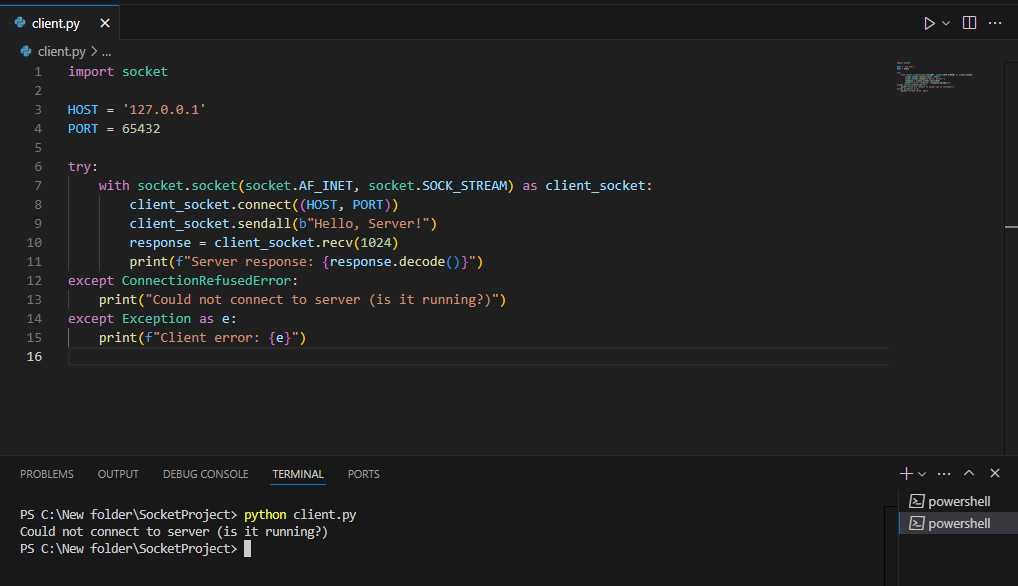 client.py
client.py > ...
1 import socket
2
3 HOST = '127.0.0.1'
4 PORT = 65432
5
6 try:
7     with socket.socket(socket.AF_INET, socket.SOCK_STREAM) as client_socket:
8         client_socket.connect((HOST, PORT))
9         client_socket.sendall(b"Hello, Server!")
10         response = client_socket.recv(1024)
11         print(f"Server response: {response.decode()}")
12 except ConnectionRefusedError:
13     print("Could not connect to server (is it running?)")
14 except Exception as e:
15     print(f"Client error: {e}")
16
PROBLEMS OUTPUT DEBUG CONSOLE TERMINAL PORTS
PS C:\New folder\SocketProject> python client.py
Could not connect to server (is it running?)
PS C:\New folder\SocketProject>
powershell
powershell